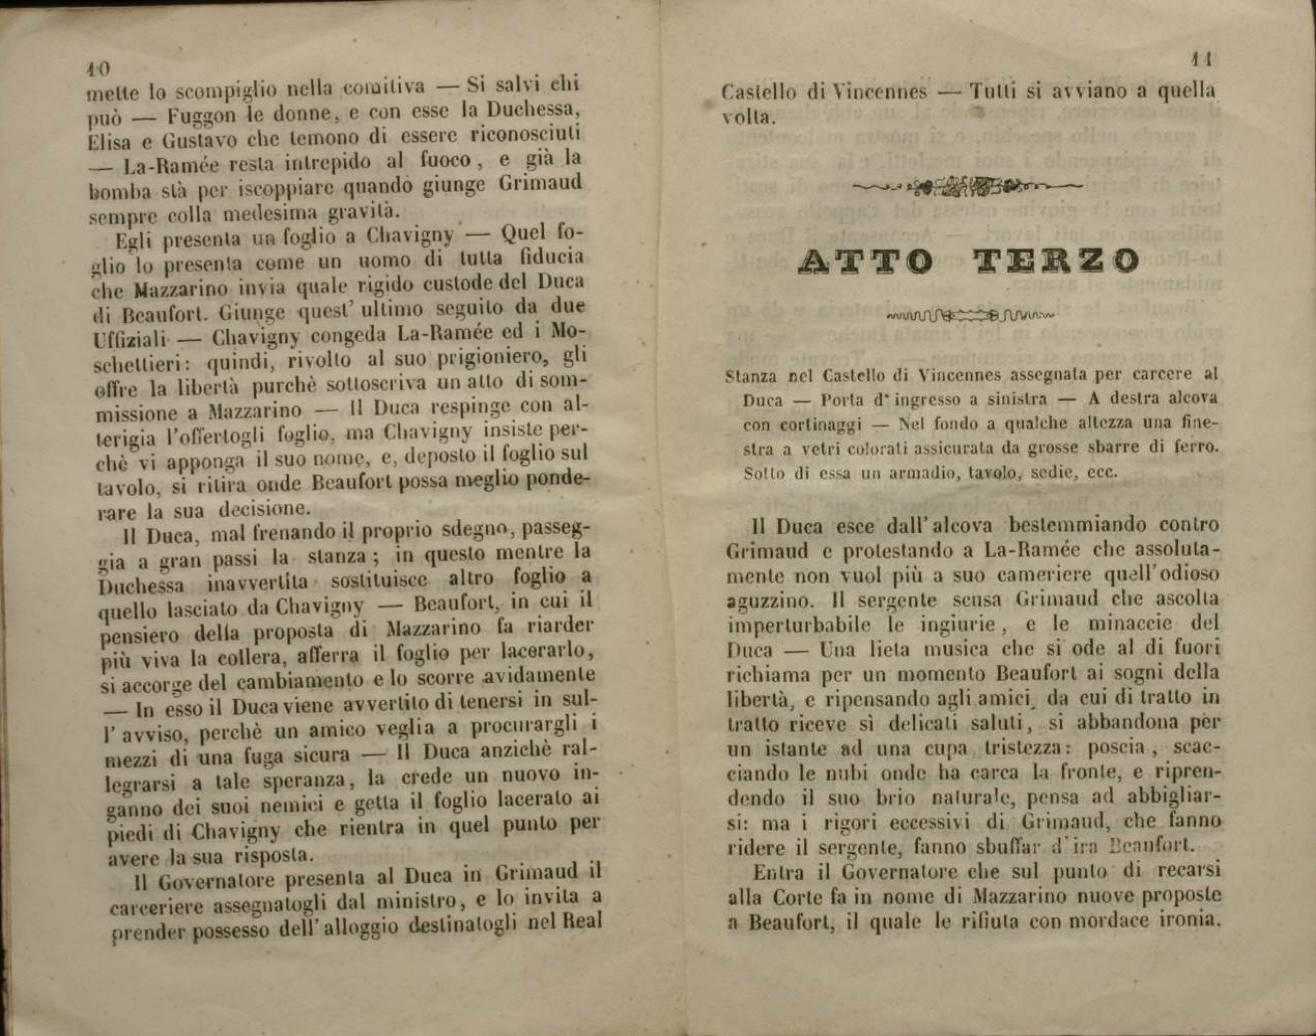 10
mette lo scompiglio nella comitiva — Si salvi chi
può — Fuggon le donne, e con esse la Duchessa,
Elisa e Gustavo che temono di essere riconosciuti
— La-Ramée resta intrepido al fuoco, e già la
bomba stà per iscoppiare quando giunge Grimaud
sempre colla medesima gravità.
Egli presenta un foglio a Chavigny — Quel fo-
glio lo presenta come un uomo di tutta fiducia
che Mazzarino invia quale rigido custode del Duca
di Beaufort. Giunge quest' ultimo seguito da due
Uffiziali — Chavigny congeda La-Ramée ed i Mo-
schettieri: quindi, rivolto al suo prigioniero, gli
offre la libertà purchè sottoscriva un atto di som-
missione a Mazzarino — Il Duca respinge con al-
terigia l'offertogli foglio, ma Chavigny insiste per-
chè vi apponga il suo nome, e, deposto il foglio sul
tavolo, si ritira onde Beaufort possa meglio ponde-
rare la sua decisione.
Il Duca, mal frenando il proprio sdegno, passeg-
gia a gran passi la stanza; in questo mentre la
Duchessa inavvertita sostituisce altro foglio a
quello lasciato da Chavigny — Beaufort, in cui il
pensiero della proposta di Mazzarino fa riarder
più viva la collera, afferra il foglio per lacerarlo,
si accorge del cambiamento e lo scorre avidamente
— In esso il Duca viene avvertito di tenersi in sul-
l' avviso, perchè un amico veglia a procurargli i
mezzi di una fuga sicura — Il Duca anzichè ral-
legrarsi a tale speranza, la crede un nuovo in-
ganno dei suoi nemici e getta il foglio lacerato ai
piedi di Chavigny che rientra in quel punto per
avere la sua risposta.
Il Governatore presenta al Duca in Grimaud il
carceriere assegnatogli dal ministro, e lo invita a
prender possesso dell' alloggio destinatogli nel Real
11
Castello di Vincennes — Tutti si avviano a quella
volta.
ATTO TERZO
Stanza nel Castello di Vincennes assegnata per carcere al
Duca — Porta d' ingresso a sinistra — A destra alcova
con cortinaggi — Nel fondo a qualche altezza una fine-
stra a vetri colorati assicurata da grosse sbarre di ferro.
Sotto di essa un armadio, tavolo, sedie, ecc.
Il Duca esce dall' alcova bestemmiando contro
Grimaud e protestando a La-Ramée che assoluta-
mente non vuol più a suo cameriere quell'odioso
aguzzino. Il sergente scusa Grimaud che ascolta
imperturbabile le ingiurie, e le minaccie del
Duca — Una lieta musica che si ode al di fuori
richiama per un momento Beaufort ai sogni della
libertà, e ripensando agli amici, da cui di tratto in
tratto riceve sì delicati saluti, si abbandona per
un istante ad una cupa tristezza: poscia, scac-
ciando le nubi onde ha carca la fronte, e ripren-
dendo il suo brio naturale, pensa ad abbigliar-
si: ma i rigori eccessivi di Grimaud, che fanno
ridere il sergente, fanno sbuffar d'ira Beaufort.
Entra il Governatore che sul punto di recarsi
alla Corte fa in nome di Mazzarino nuove proposte
a Beaufort, il quale le rifiuta con mordace ironia.